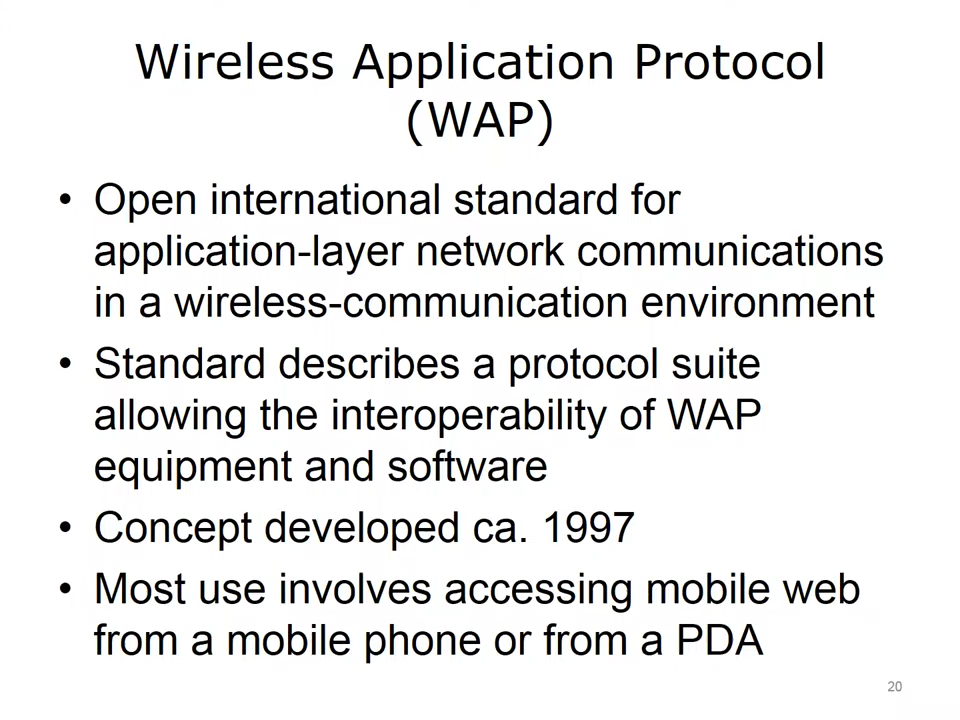 Wireless Application Protocol
(WAP)
• Open international standard for
application-layer network communications
in a wireless-communication environment
• Standard describes a protocol suite
allowing the interoperability of WAP
equipment and software
• Concept developed ca. 1997
• Most use involves accessing mobile web
from a mobile phone or from a PDA
20